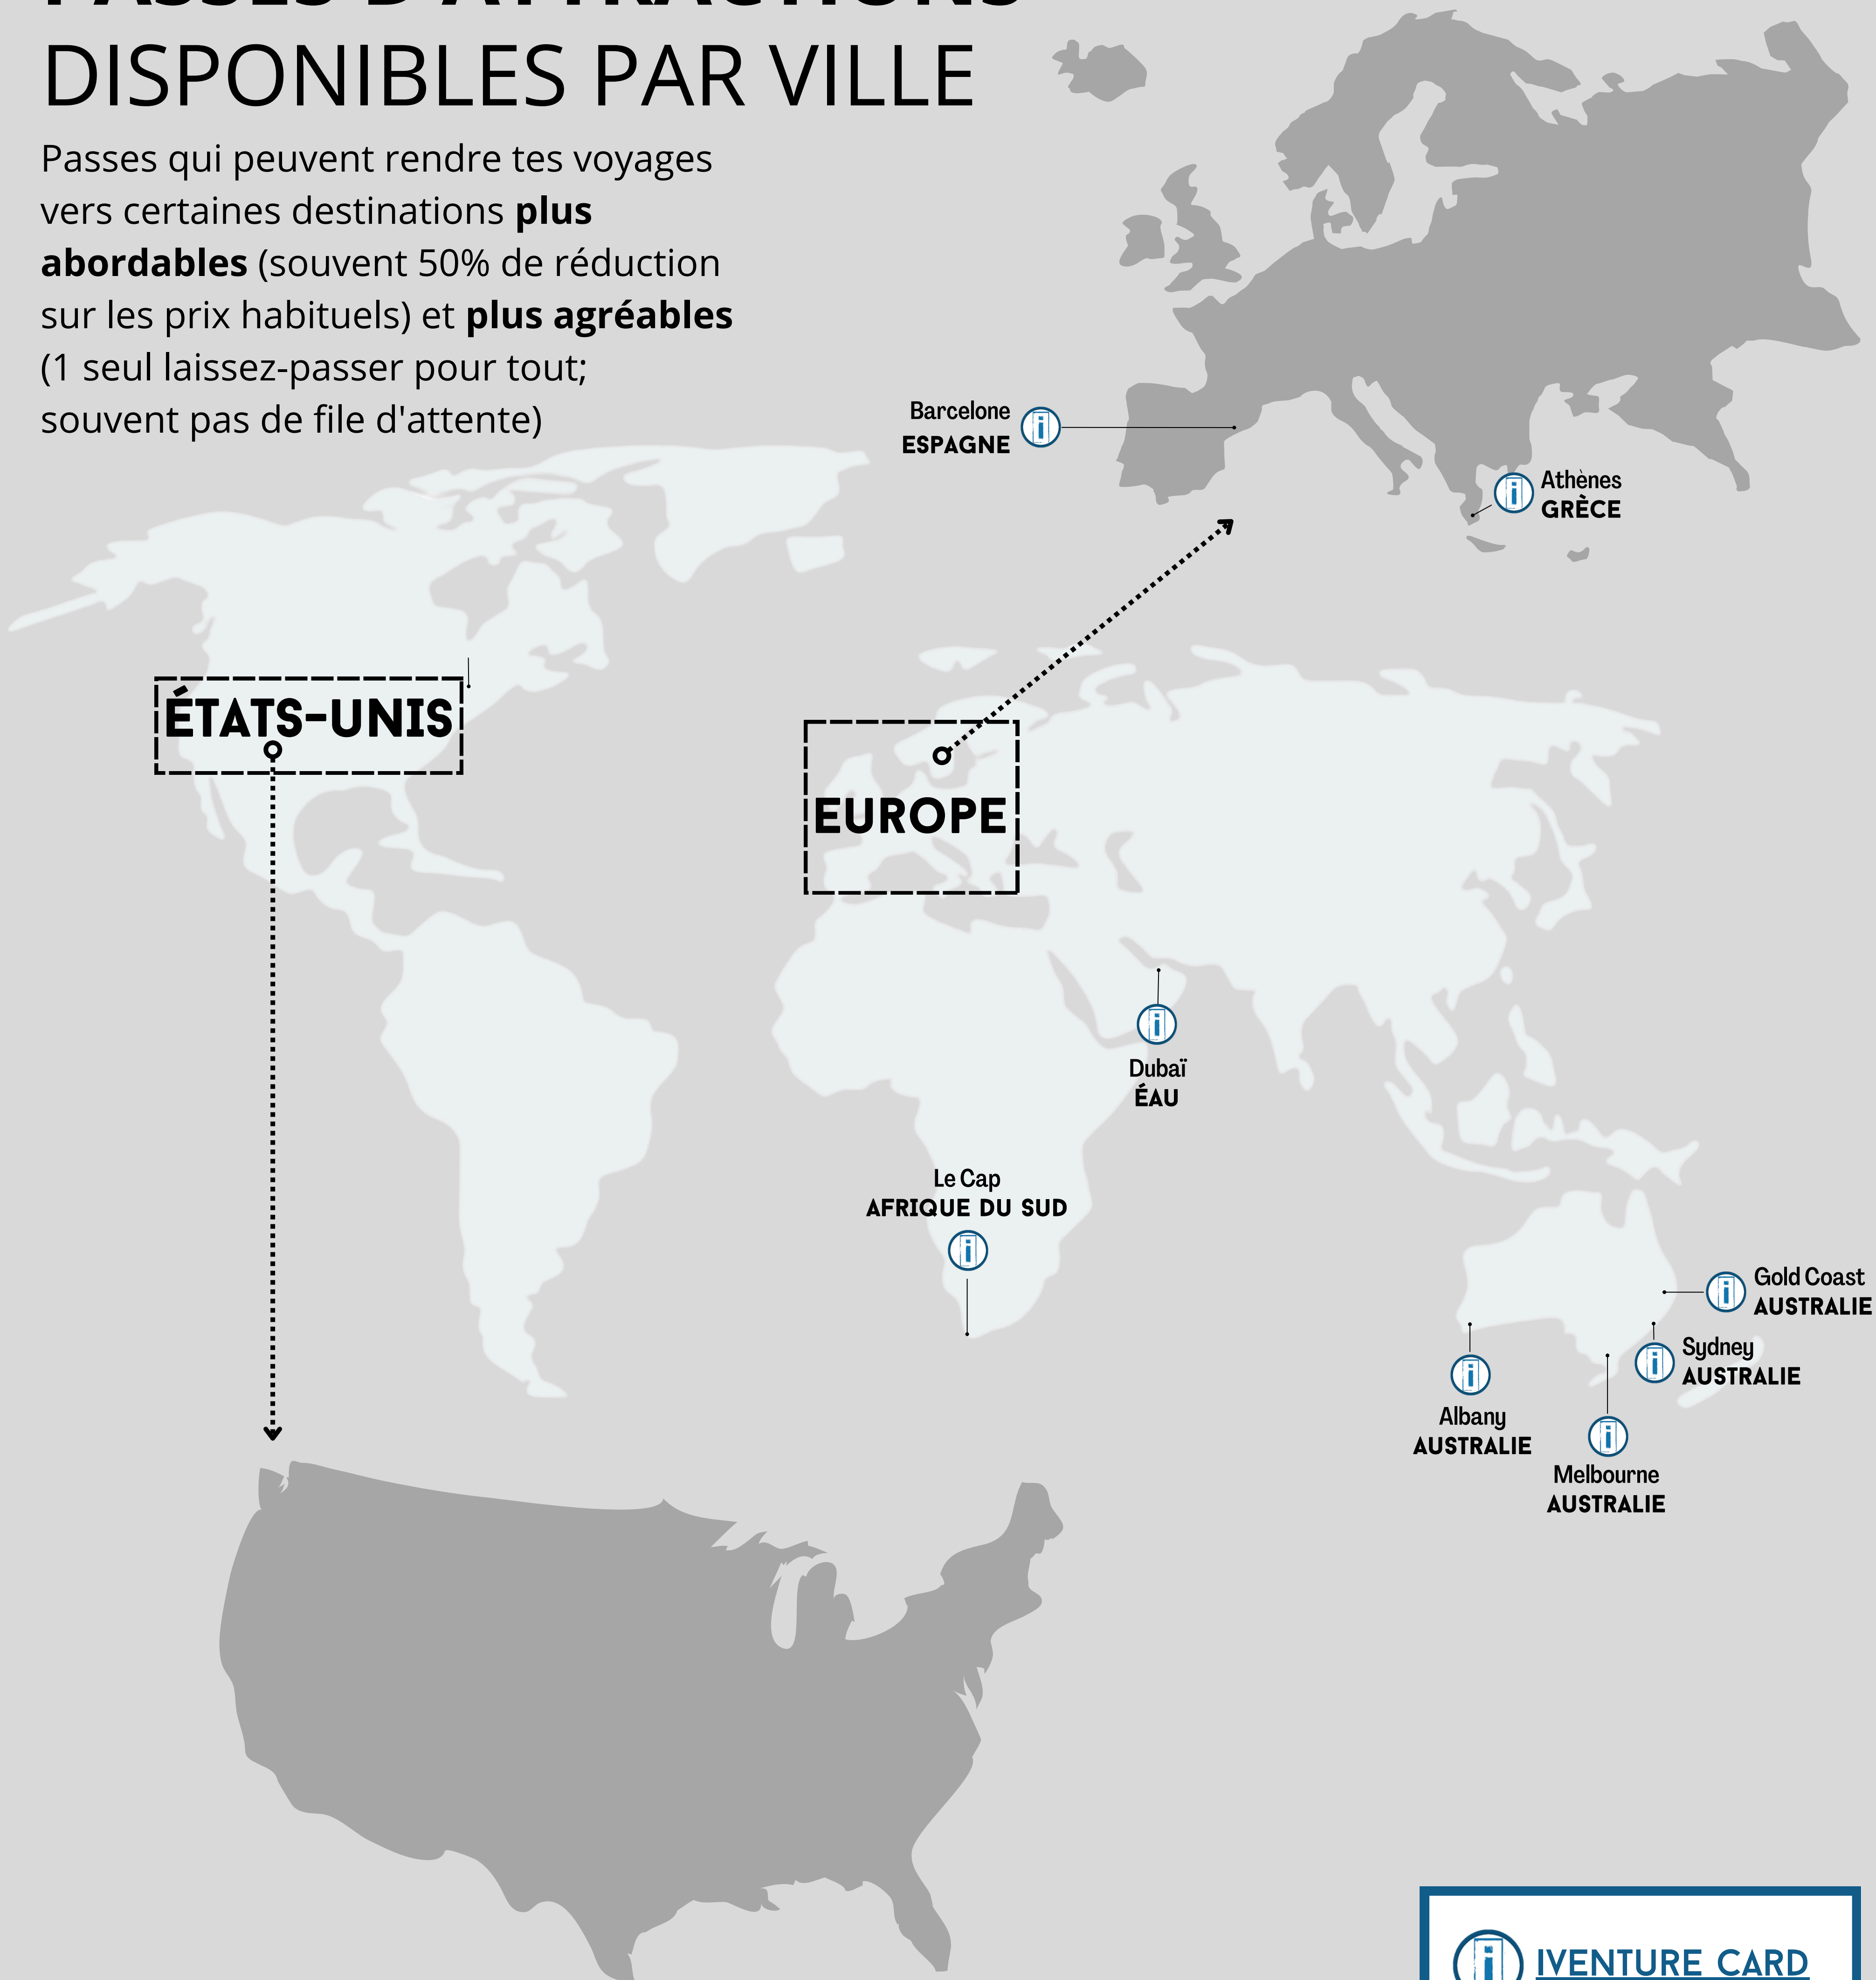 PASSES D'ATTRACTIONS
DISPONIBLES PAR VILLE
Passes qui peuvent rendre tes voyages
vers certaines destinations plus
abordables (souvent 50% de réduction
sur les prix habituels) et plus agréables
(1 seul laissez-passer pour tout;
souvent pas de file d'attente)
Barcelone
ESPAGNE
Athènes
GRÈCE
ÉTATS-UNIS
EUROPE
Dubaï
ÉAU
Le Cap
AFRIQUE DU SUD
Gold Coast
AUSTRALIE
Sydney
AUSTRALIE
Albany
AUSTRALIE
Melbourne
AUSTRALIE
IVENTURE CARD